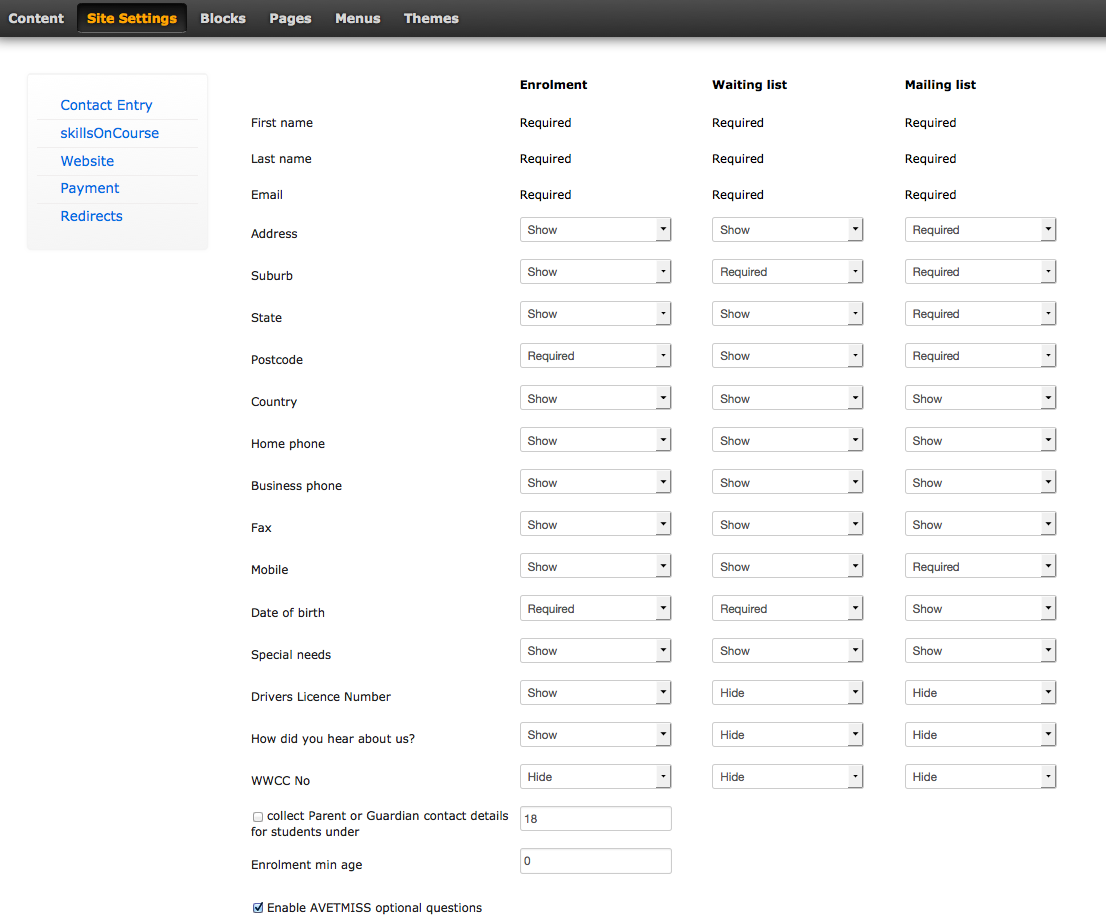 Content Site Settings Blocks Pages Menus Themes
Contact Entry
skillsOnCourse
Website
Payment
Redirects
Enrolment Waiting list Mailing list
First name Required Required Required
Last name Required Required Required
Email Required Required Required
Address Show Show Required
Suburb Show Required Required
State Show Show Required
Postcode Required Show Required
Country Show Show Show
Home phone Show Show Show
Business phone Show Show Show
Fax Show Show Show
Mobile Show Show Required
Date of birth Required Required Show
Special needs Show Show Show
Drivers Licence Number Show Hide Hide
How did you hear about us? Show Hide Hide
WWCC No Hide Hide Hide
collect Parent or Guardian contact details 18
for students under
Enrolment min age 0
Enable AVETMISS optional questions